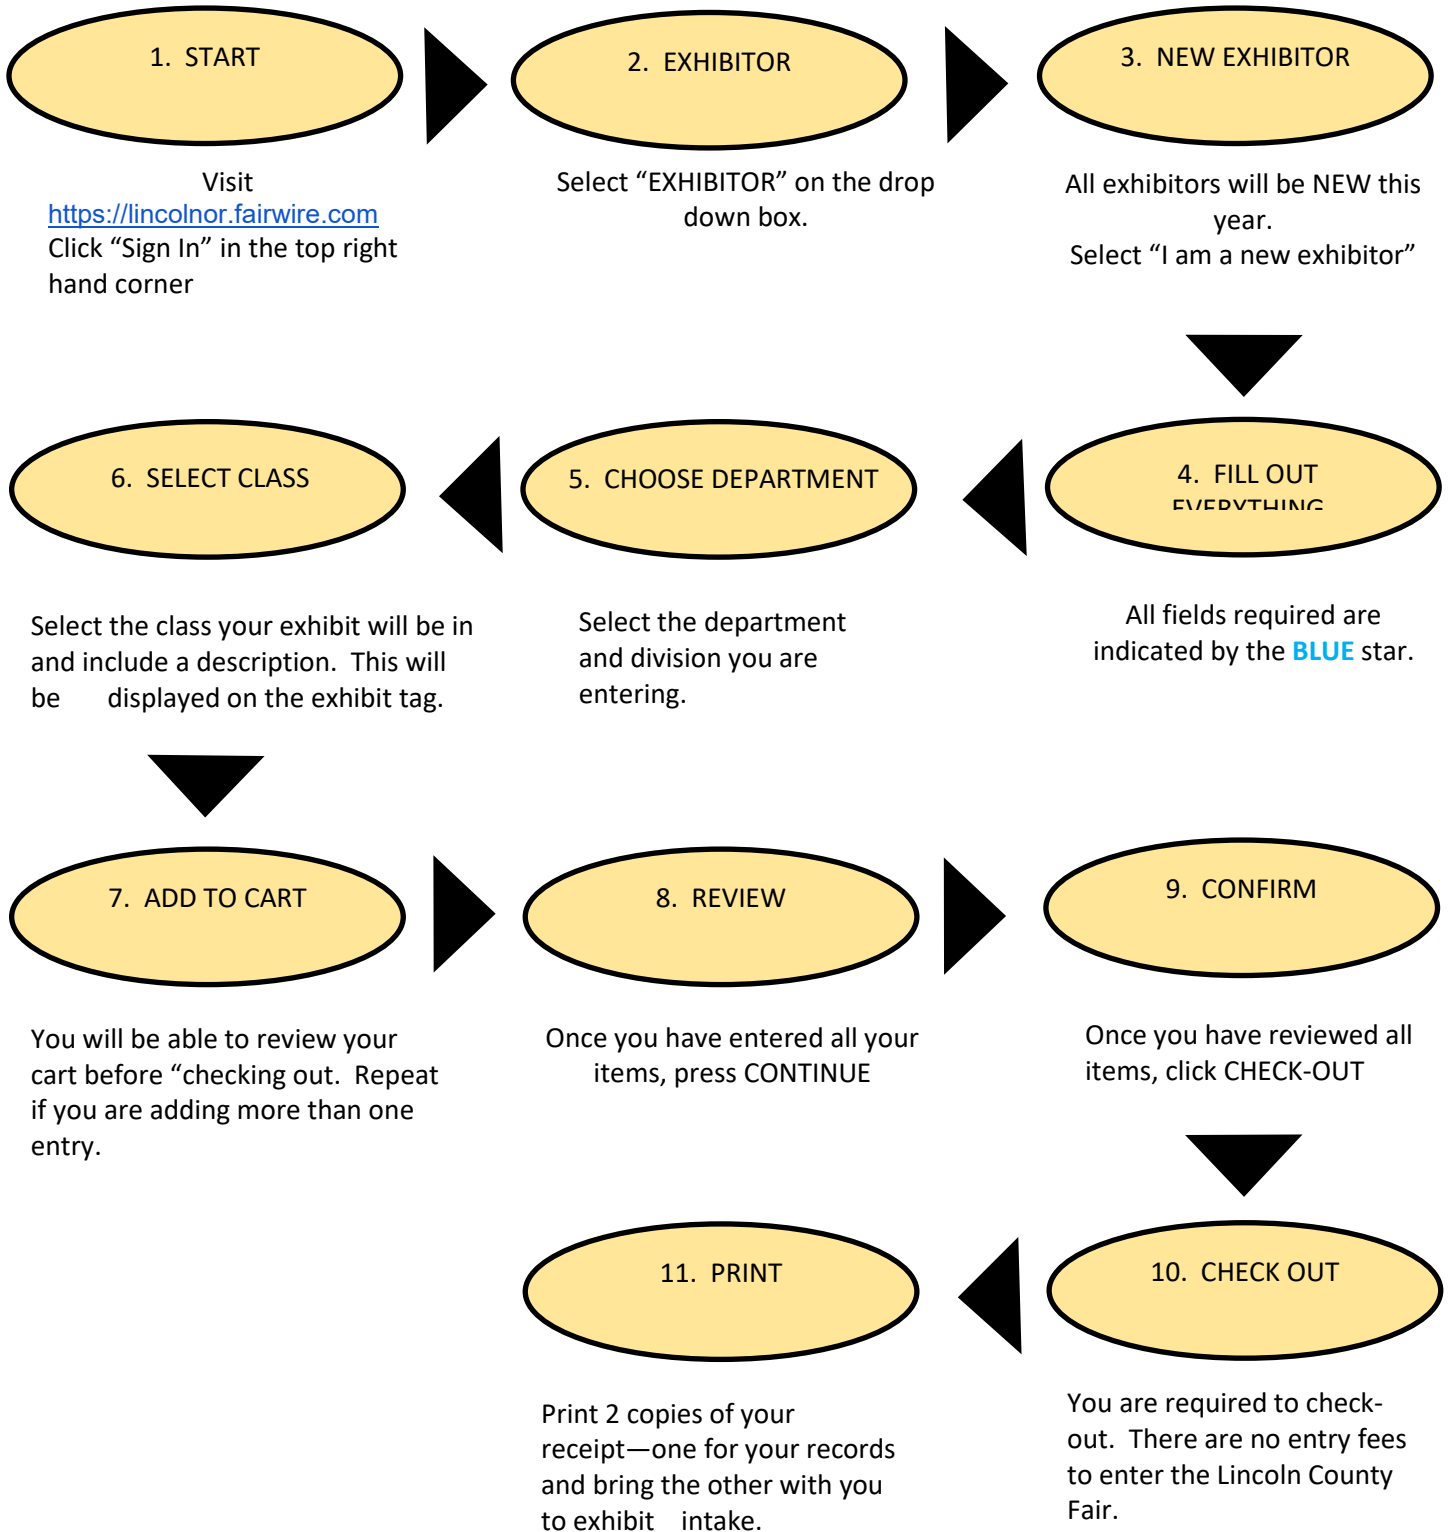 1. START
Visit
https://lincolnor.fairwire.com
Click “Sign In” in the top right
hand corner
2. EXHIBITOR
Select “EXHIBITOR” on the drop
down box.
3. NEW EXHIBITOR
All exhibitors will be NEW this
year.
Select “I am a new exhibitor”
4. FILL OUT
EVERYTHING
All fields required are
indicated by the BLUE star.
5. CHOOSE DEPARTMENT
Select the department
and division you are
entering.
6. SELECT CLASS
Select the class your exhibit will be in
and include a description. This will
be displayed on the exhibit tag.
7. ADD TO CART
You will be able to review your
cart before “checking out. Repeat
if you are adding more than one
entry.
8. REVIEW
Once you have entered all your
items, press CONTINUE
9. CONFIRM
Once you have reviewed all
items, click CHECK-OUT
10. CHECK OUT
You are required to check-
out. There are no entry fees
to enter the Lincoln County
Fair.
11. PRINT
Print 2 copies of your
receipt—one for your records
and bring the other with you
to exhibit intake.